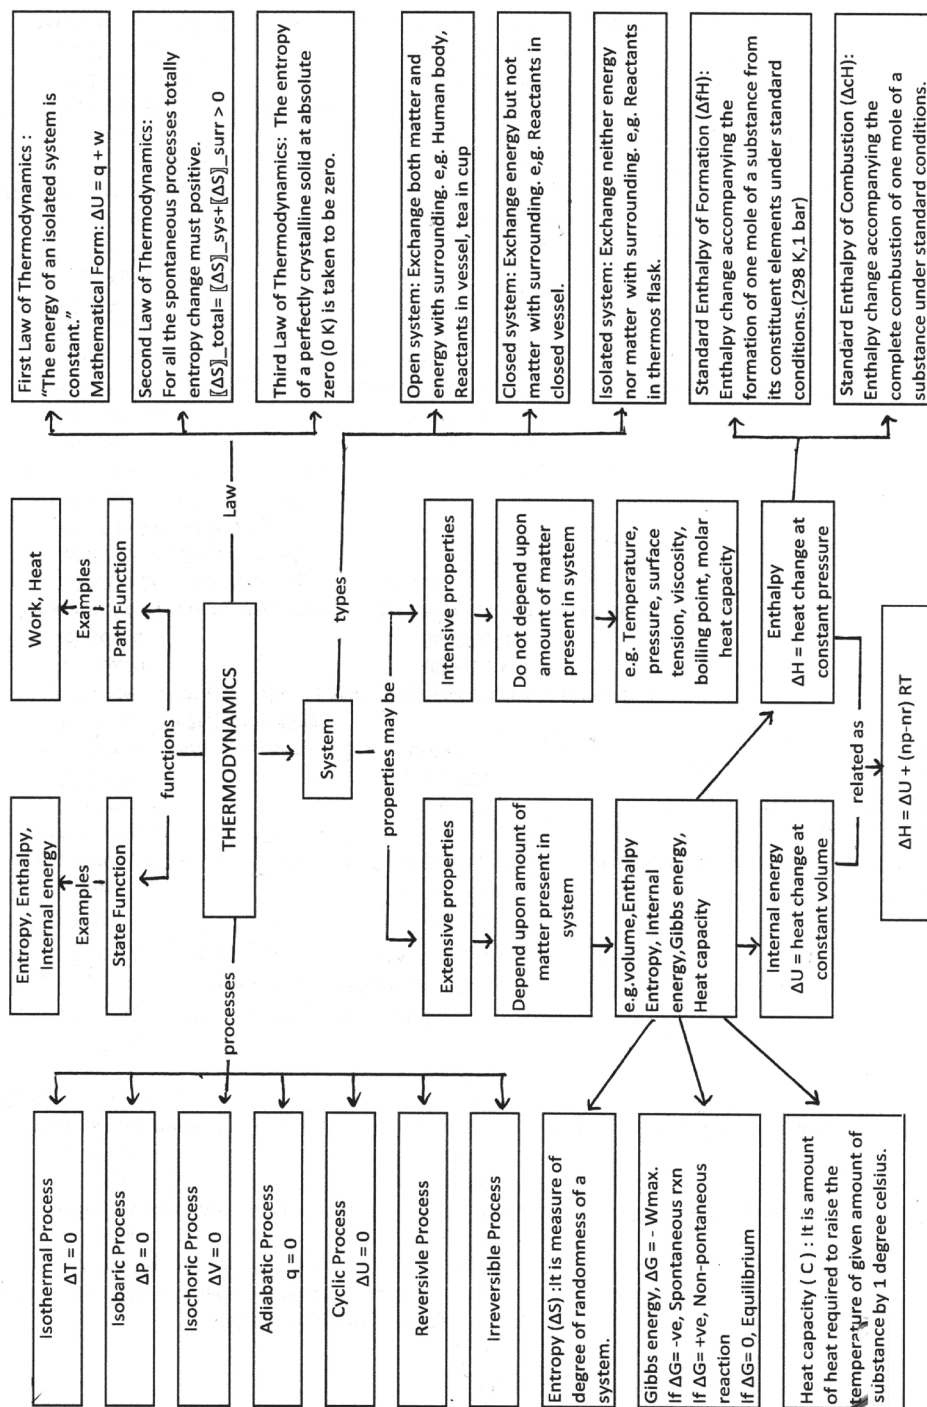 Isothermal Process
ΔT = 0
Isobaric Process
ΔP = 0
Isochoric Process
ΔV = 0
Adiabatic Process
q = 0
Cyclic Process
ΔU = 0
Reversivle Process
Irreversible Process
Entropy (ΔS) :It is measure of
degree of randomness of a
system.
Gibbs energy, ΔG = - Wmax.
If ΔG= -ve, Spontaneous rxn
If ΔG= +ve, Non-pontaneous
reaction
If ΔG= 0, Equilibrium
Heat capacity ( C ) : It is amount
of heat required to raise the
temperature of given amount of
substance by 1 degree celsius.
processes
Entropy, Enthalpy,
Internal energy
Examples
State Function
functions
Work, Heat
Examples
Path Function
THERMODYNAMICS
Law
System
types
properties may be
Extensive properties
Depend upon amount of
matter present in
system
e.g.volume,Enthalpy
Entropy, Internal
energy,Gibbs energy,
Heat capacity
Internal energy
ΔU = heat change at
constant volume
Intensive properties
Do not depend upon
amount of matter
present in system
e.g. Temperature,
pressure, surface
tension, viscosity,
boiling point, molar
heat capacity
Enthalpy
ΔH = heat change at
constant pressure
related as
ΔH = ΔU + (np-nr) RT
First Law of Thermodynamics :
“The energy of an isolated system is
constant.”
Mathematical Form: ΔU = q + w
Second Law of Thermodynamics:
For all the spontaneous processes totally
entropy change must positive.
〖ΔS〗_total= 〖ΔS〗_sys+〖ΔS〗_surr > 0
Third Law of Thermodynamics: The entropy
of a perfectly crystalline solid at absolute
zero (0 K) is taken to be zero.
Open system: Exchange both matter and
energy with surrounding. e,g. Human body,
Reactants in vessel, tea in cup
Closed system: Exchange energy but not
matter with surrounding. e,g. Reactants in
closed vessel.
Isolated system: Exchange neither energy
nor matter with surrounding. e,g. Reactants
in thermos flask.
Standard Enthalpy of Formation (ΔfH):
Enthalpy change accompanying the
formation of one mole of a substance from
its constituent elements under standard
conditions.(298 K,1 bar)
Standard Enthalpy of Combustion (ΔcH):
Enthalpy change accompanying the
complete combustion of one mole of a
substance under standard conditions.